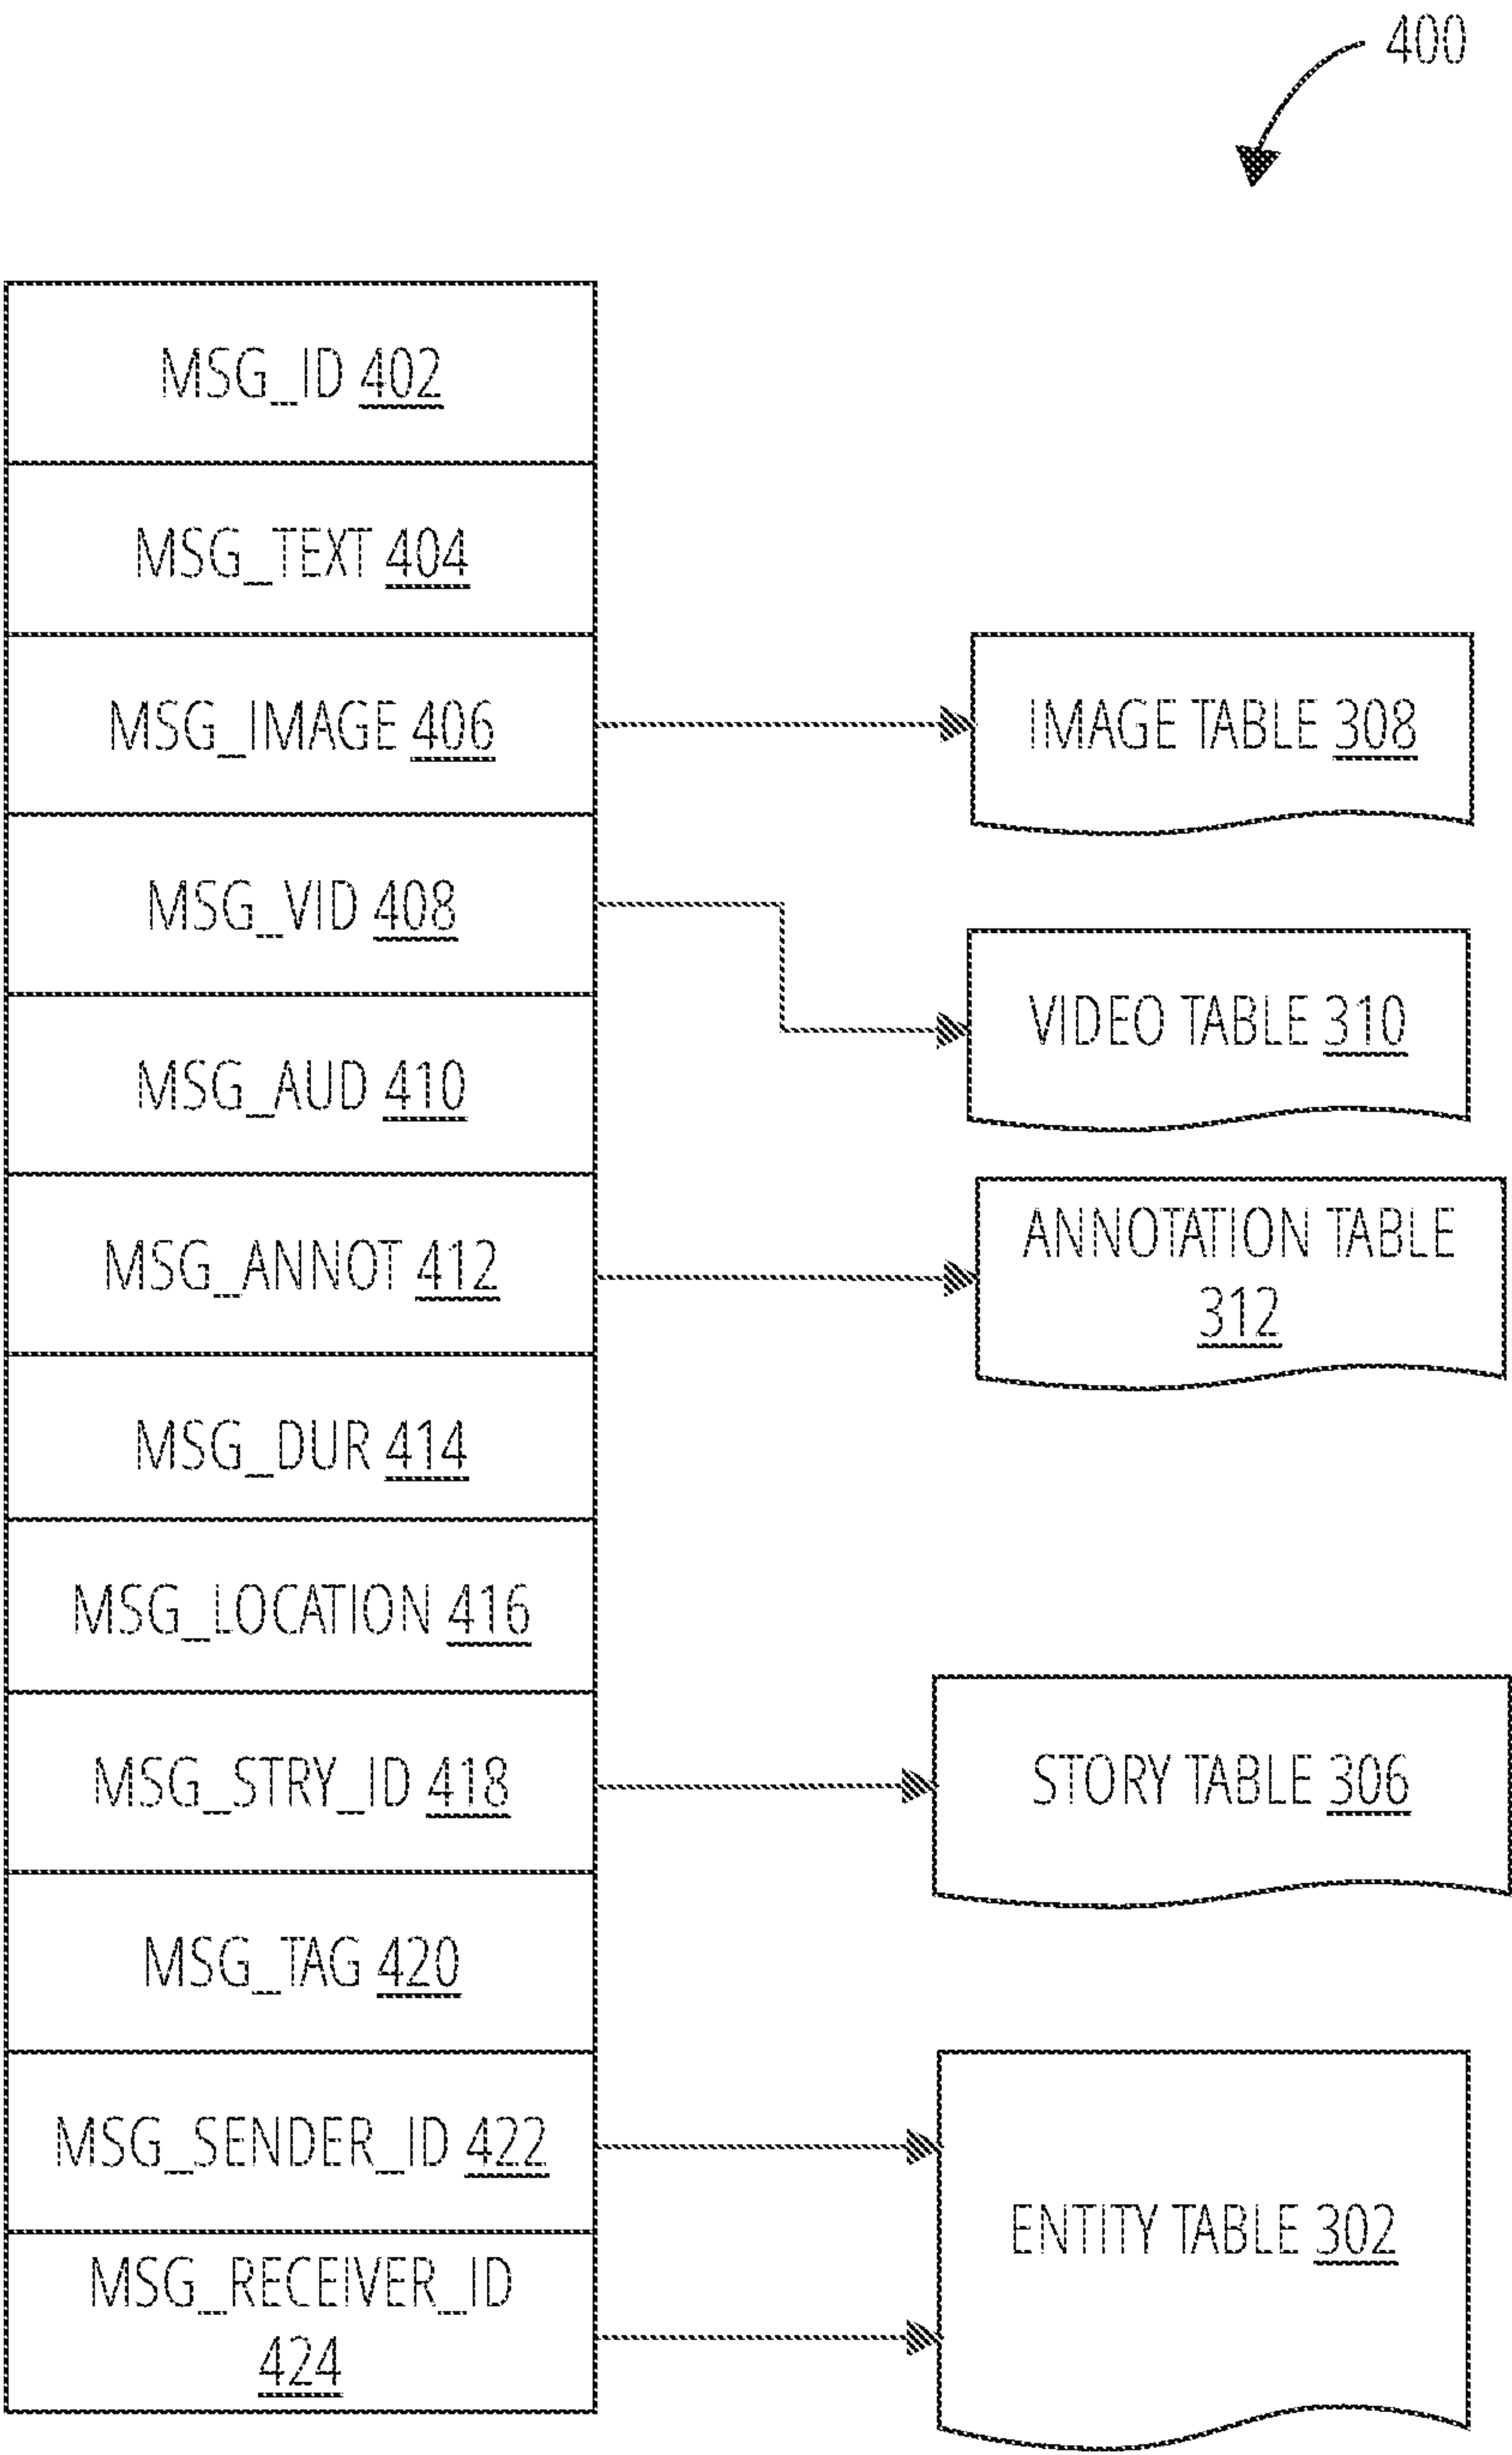 400
MSG_ID 402
MSG_TEXT 404
MSG_IMAGE 406
IMAGE TABLE 308
MSG_VID 408
VIDEO TABLE 310
MSG_AUD 410
MSG_ANNOT 412
ANNOTATION TABLE
312
MSG_DUR 414
MSG_LOCATION 416
MSG_STRY_ID 418
STORY TABLE 306
MSG_TAG 420
MSG_SENDER_ID 422
ENTITY TABLE 302
MSG_RECEIVER_ID
424